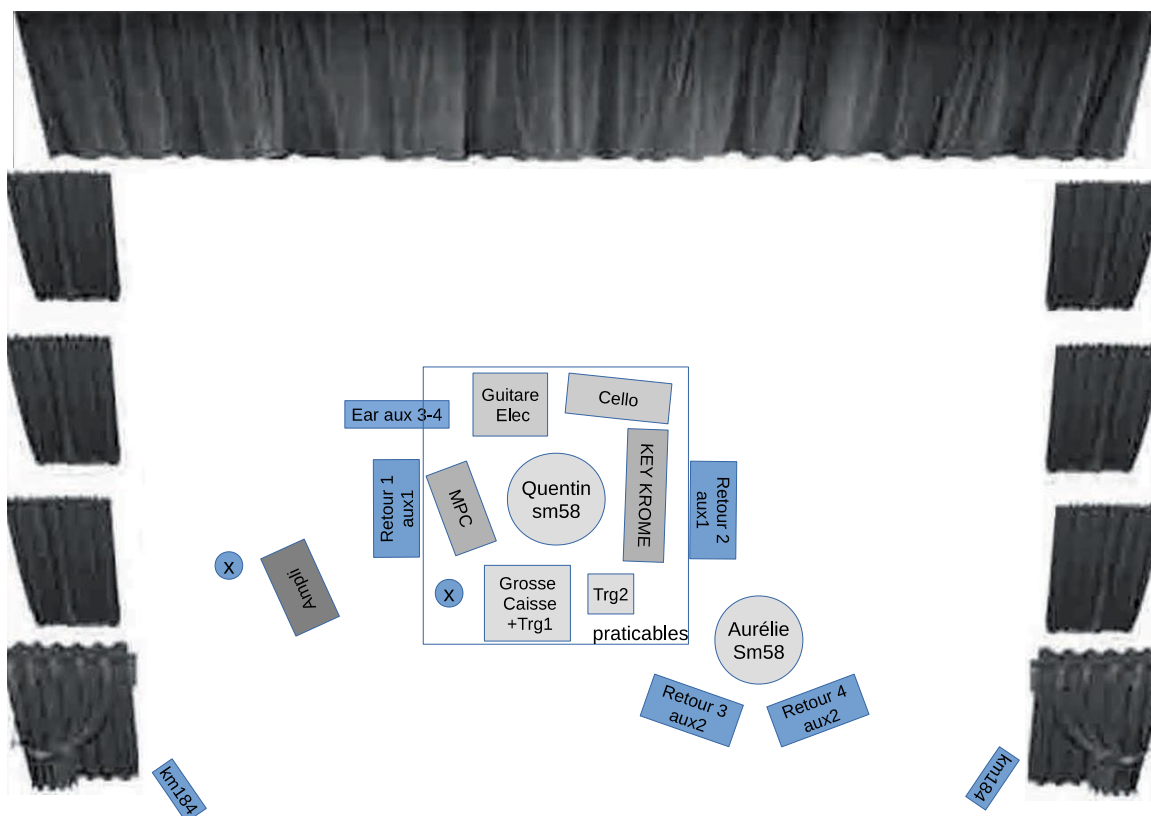 Guitare
Elec
Cello
Ear aux 3-4
KEY KROME
Retour 1
aux1
MPC
Quentin
sm58
Retour 2
aux1
x
Ampli
x
Grosse
Caisse
+Trg1
Trg2
praticables
Aurélie
Sm58
Retour 3
aux2
Retour 4
aux2
km184
km184